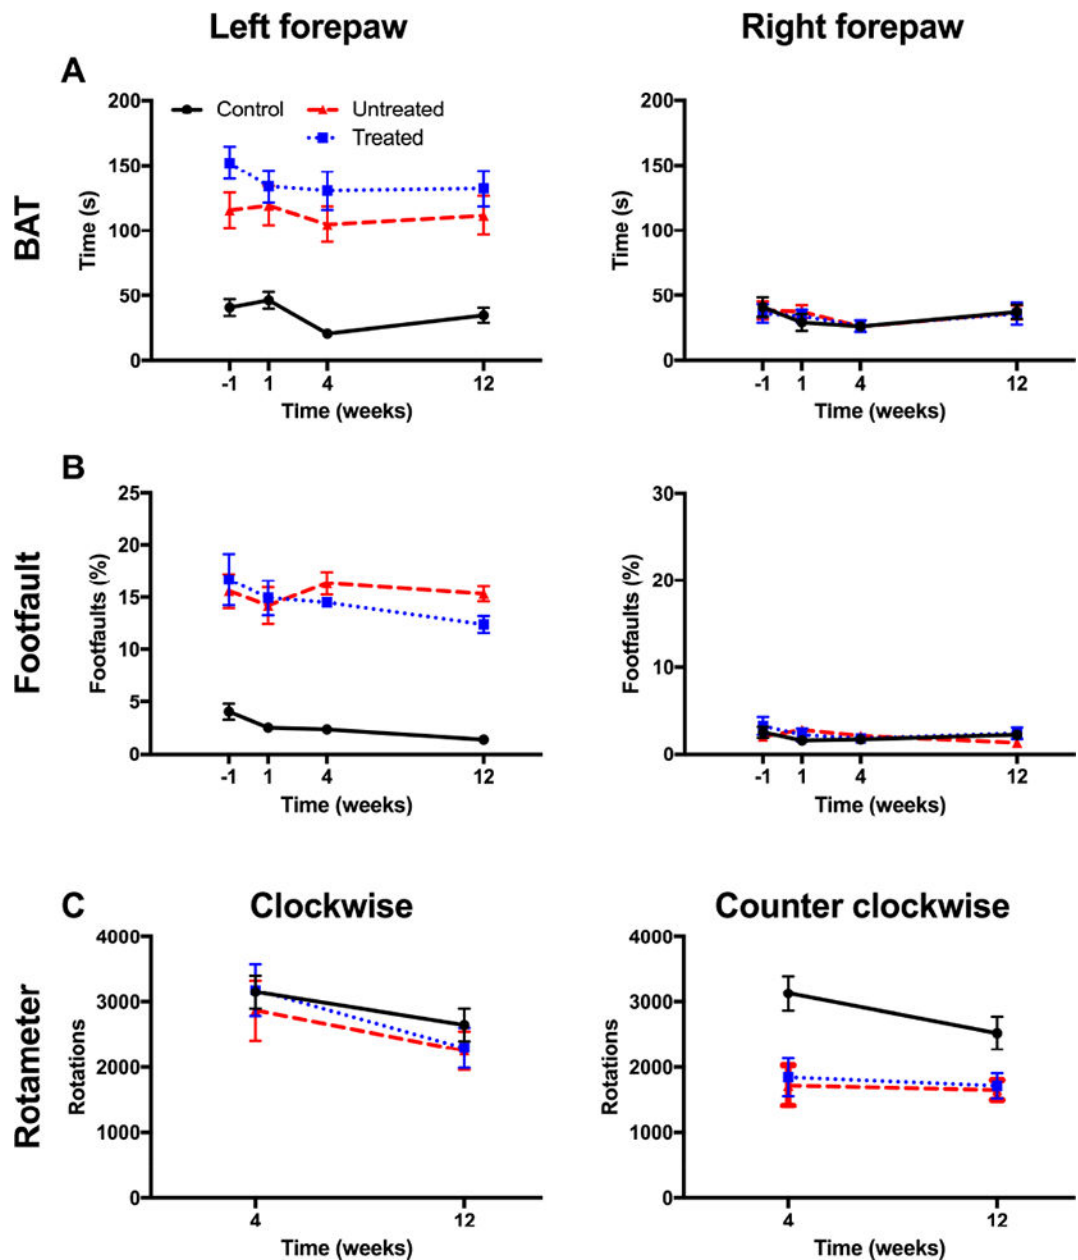 Left forepaw
Right forepaw
A
BAT
Time (s)
200
150
100
50
0
Control
Untreated
Treated
-1 1 4 12
Time (weeks)
Time (s)
200
150
100
50
0
-1 1 4 12
Time (weeks)
B
Footfault
Footfaults (%)
25
20
15
10
5
0
-1 1 4 12
Time (weeks)
Footfaults (%)
30
20
10
0
-1 1 4 12
Time (weeks)
C
Clockwise
Counter clockwise
Rotameter
Rotations
4000
3000
2000
1000
0
4 12
Time (weeks)
Rotations
4000
3000
2000
1000
0
4 12
Time (weeks)